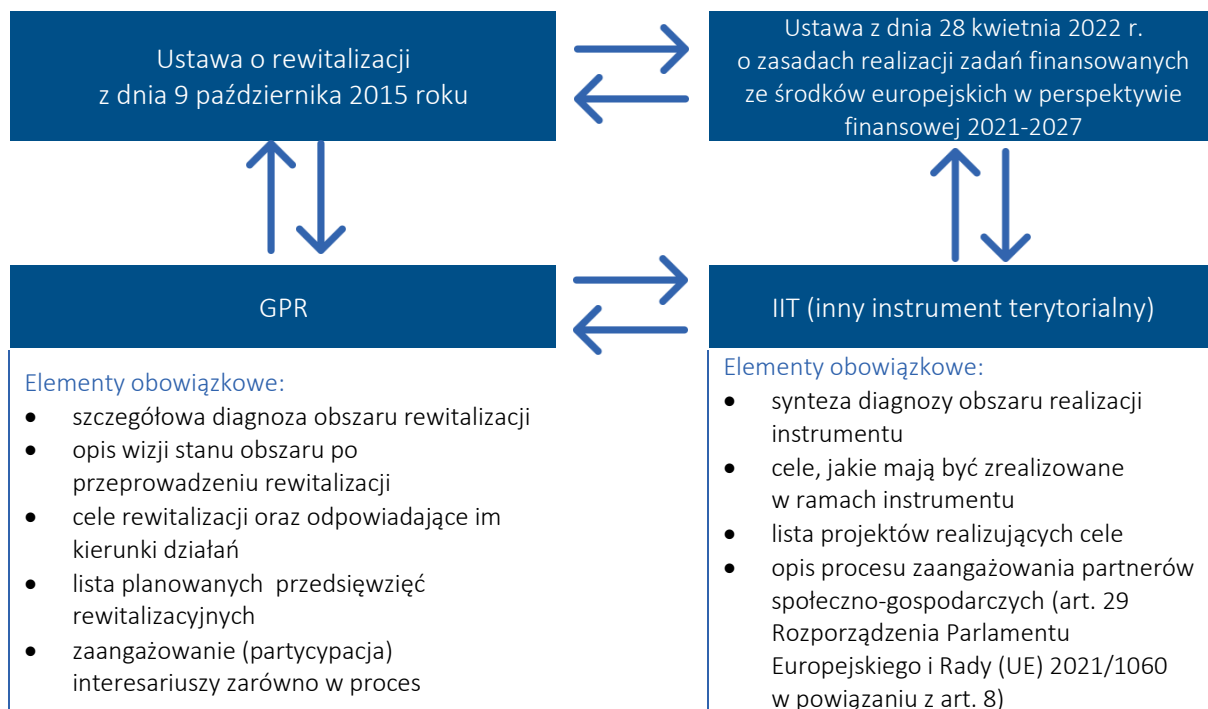 Ustawa o rewitalizacji
z dnia 9 października 2015 roku
Ustawa z dnia 28 kwietnia 2022 r.
o zasadach realizacji zadań finansowanych
ze środków europejskich w perspektywie
finansowej 2021-2027
GPR
IIT (inny instrument terytorialny)
Elementy obowiązkowe:
• szczegółowa diagnoza obszaru rewitalizacji
• opis wizji stanu obszaru po
przeprowadzeniu rewitalizacji
• cele rewitalizacji oraz odpowiadające im
kierunki działań
• lista planowanych przedsięwzięć
rewitalizacyjnych
• zaangażowanie (partycypacja)
interesariuszy zarówno w proces
Elementy obowiązkowe:
• synteza diagnozy obszaru realizacji
instrumentu
• cele, jakie mają być zrealizowane
w ramach instrumentu
• lista projektów realizujących cele
• opis procesu zaangażowania partnerów
społeczno-gospodarczych (art. 29
Rozporządzenia Parlamentu
Europejskiego i Rady (UE) 2021/1060
w powiązaniu z art. 8)